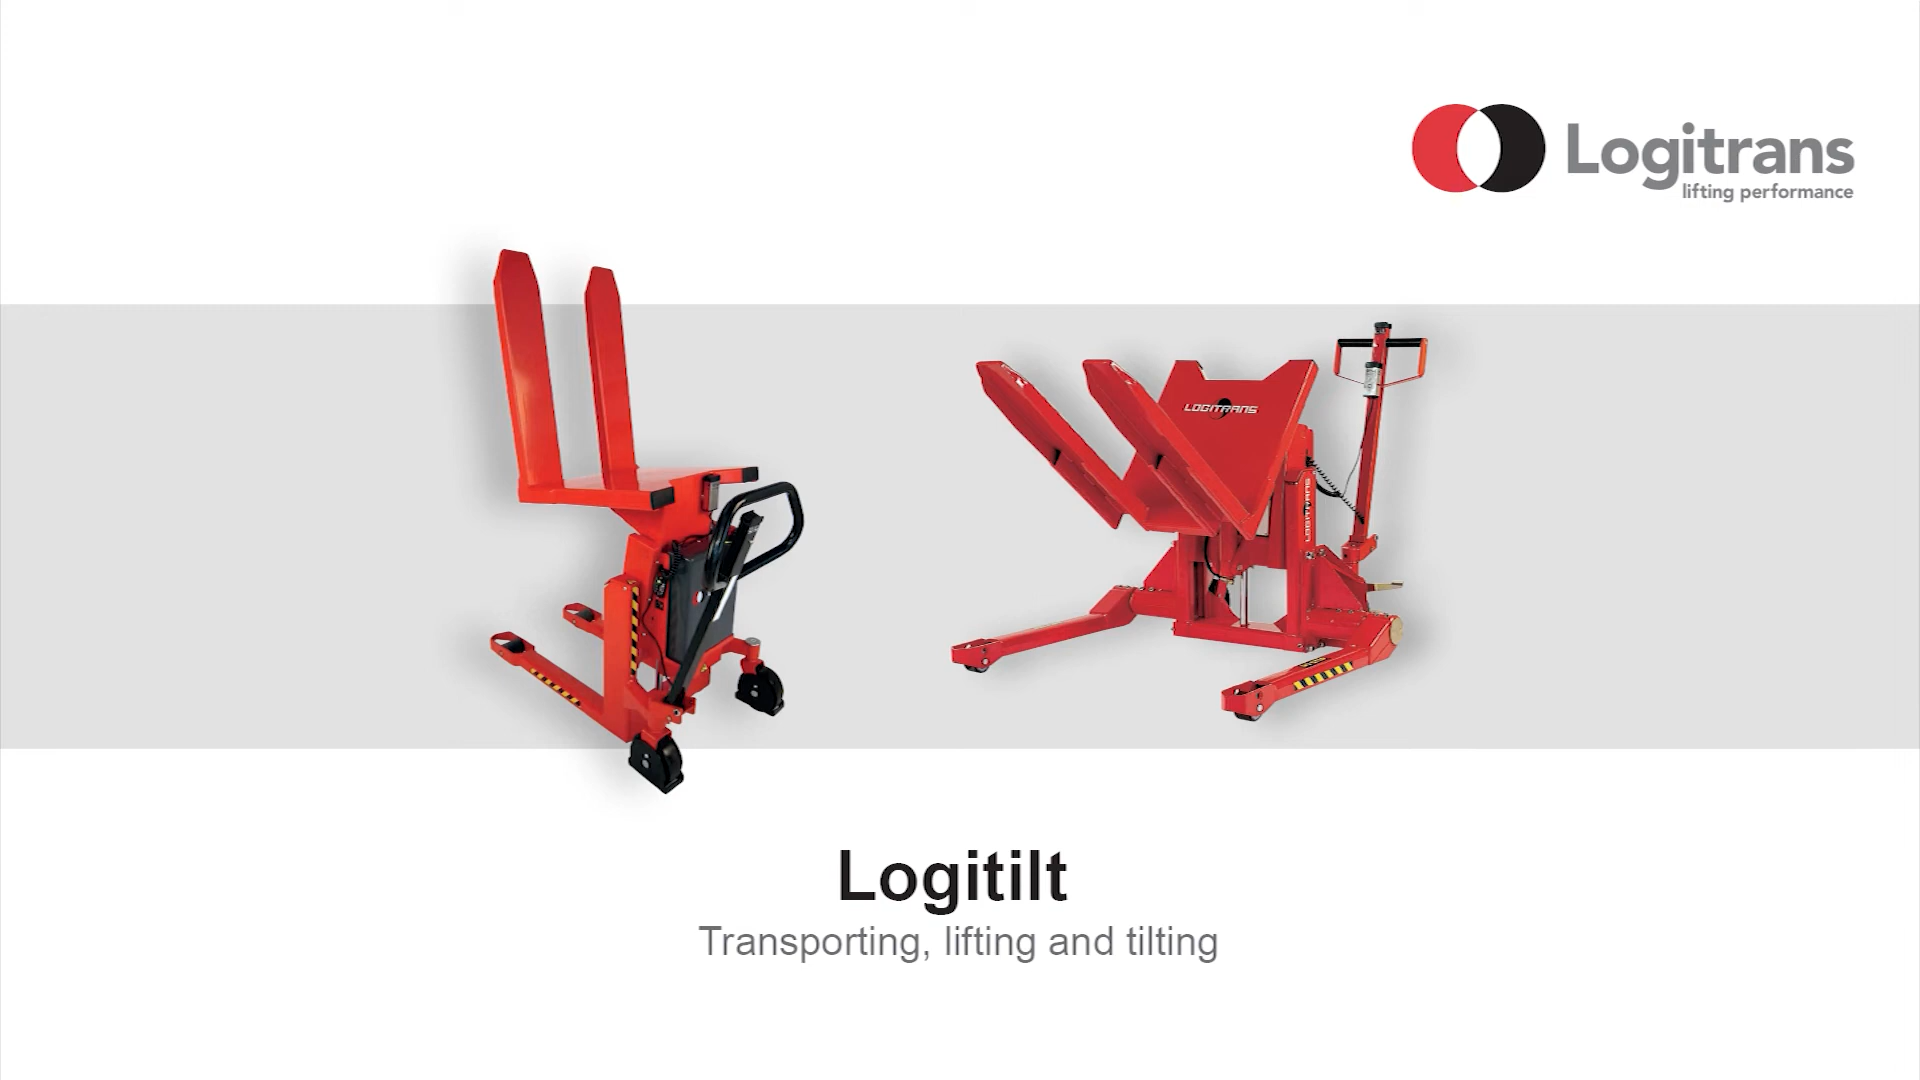 Logitrans
lifting performance
LOGITRANS
LOGITRANS
Logitilt
Transporting, lifting and tilting